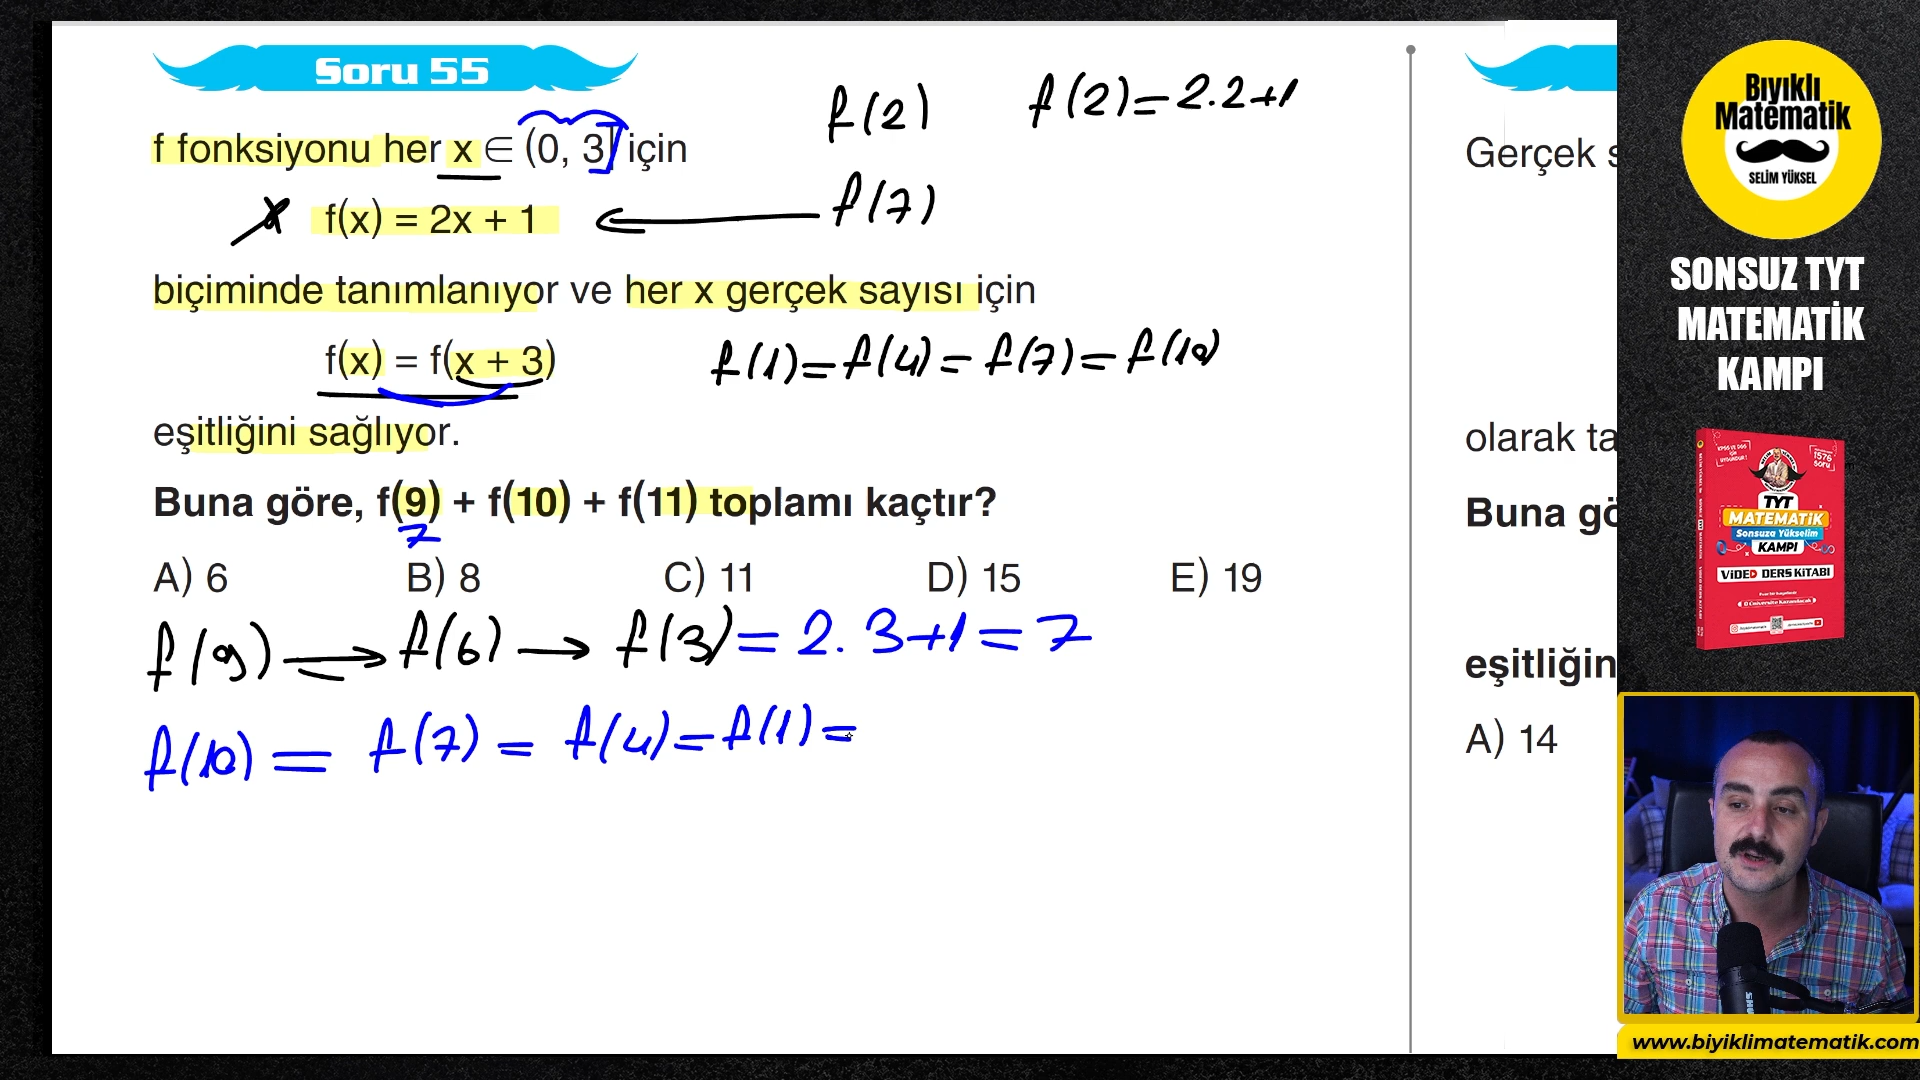 Soru 55
f(2) f(2)=2.2+1
f fonksiyonu her x ∈ (0, 3] için
f(7)
x f(x) = 2x + 1
biçiminde tanımlanıyor ve her x gerçek sayısı için
f(x) = f(x + 3) f(1)=f(4)=f(7)=f(10)
eşitliğini sağlıyor.
Buna göre, f(9) + f(10) + f(11) toplamı kaçtır?
7
A) 6 B) 8 C) 11 D) 15 E) 19
f(9) → f(6) → f(3) = 2.3+1=7
f(10) = f(7) = f(4)=f(1)=
Gerçek s
olarak ta
Buna gö
eşitliğin
A) 14
Bıyıklı
Matematik
SELİM YÜKSEL
SONSUZ TYT
MATEMATİK
KAMPI
1576
soru
TYT
MATEMATİK
Sonsuza Yükselim
KAMPI
VİDEO DERS KİTABI
www.biyiklimatematik.com